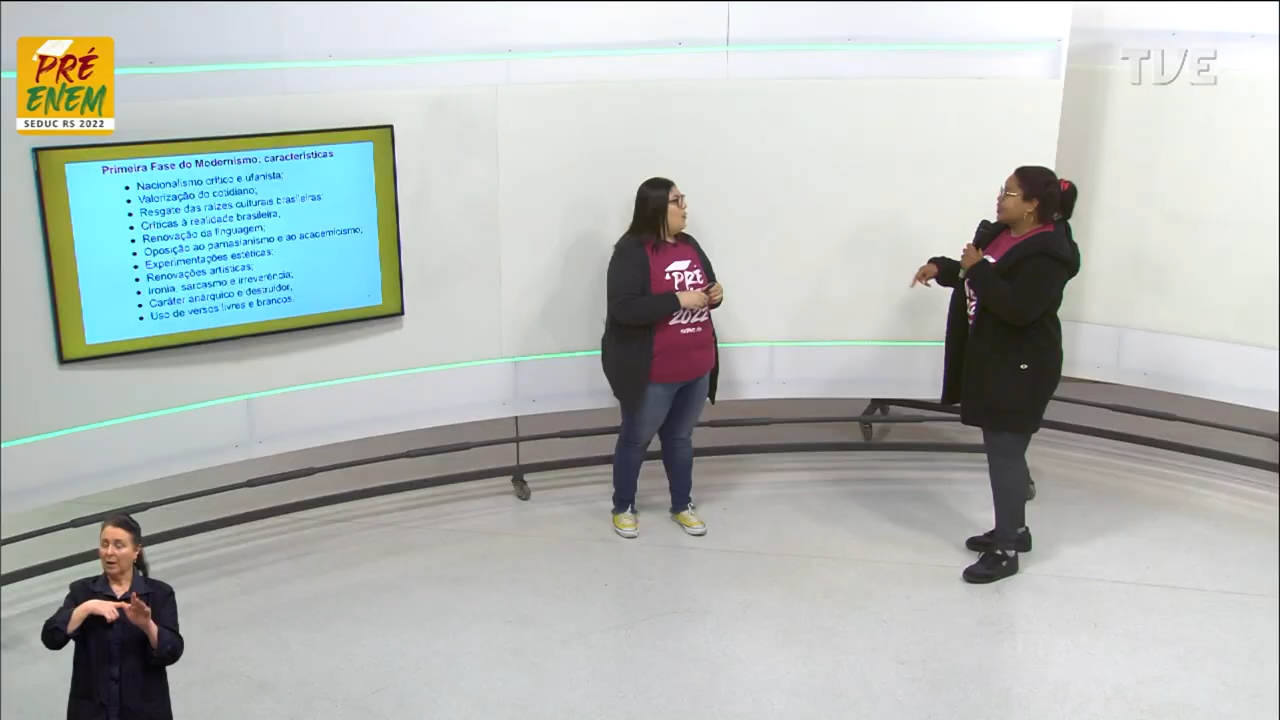 PRÉ
ENEM
SEDUC RS 2022
TVE
Primeira Fase do Modernismo: características
• Nacionalismo crítico e ufanista;
• Valorização do cotidiano;
• Resgate das raízes culturais brasileiras;
• Críticas à realidade brasileira;
• Renovação da linguagem;
• Oposição ao parnasianismo e ao academicismo;
• Experimentações estéticas;
• Renovações artísticas;
• Ironia, sarcasmo e irreverência;
• Caráter anárquico e destruidor;
• Uso de versos livres e brancos.
PRÉ
2022